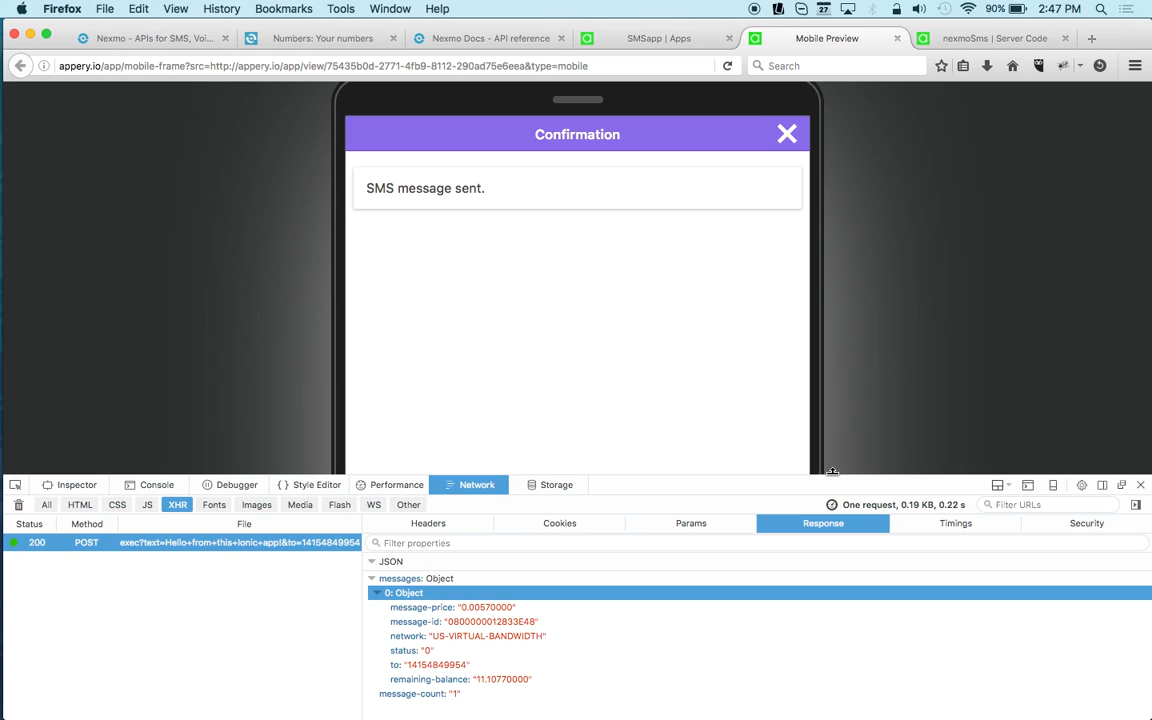 Firefox File Edit View History Bookmarks Tools Window Help 27 90% 2:47 PM
Nexmo - APIs for SMS, Voi... Numbers: Your numbers Nexmo Docs - API reference SMSapp | Apps Mobile Preview nexmoSms | Server Code
appery.io/app/mobile-frame?src=http://appery.io/app/view/75435b0d-2771-4fb9-8112-290ad75e6eea&type=mobile Search
Confirmation
SMS message sent.
Inspector Console Debugger Style Editor Performance Network Storage
All HTML CSS JS XHR Fonts Images Media Flash WS Other One request, 0.19 KB, 0.22 s Filter URLs
Status Method File Headers Cookies Params Response Timings Security
200 POST exec?text=Hello+from+this+Ionic+app!&to=14154849954 Filter properties
JSON
messages: Object
0: Object
message-price: "0.00570000"
message-id: "0800000012833E48"
network: "US-VIRTUAL-BANDWIDTH"
status: "0"
to: "14154849954"
remaining-balance: "11.10770000"
message-count: "1"